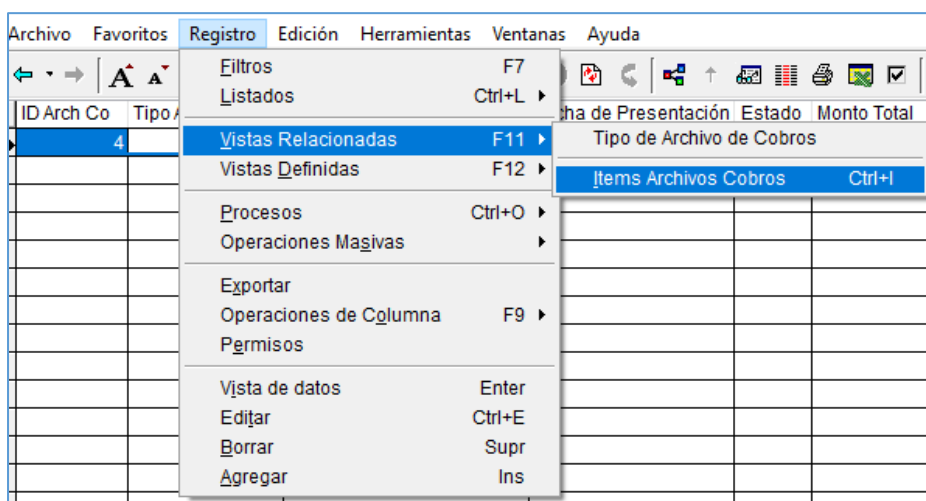 Archivo Favoritos Registro Edición Herramientas Ventanas Ayuda
A A
ID Arch Co Tipo Presentación Estado Monto Total
4
Filtros F7
Listados Ctrl+L
Vistas Relacionadas F11
Vistas Definidas F12
Procesos Ctrl+O
Operaciones Masivas
Exportar
Operaciones de Columna F9
Permisos
Vista de datos Enter
Editar Ctrl+E
Borrar Supr
Agregar Ins
Tipo de Archivo de Cobros
Items Archivos Cobros Ctrl+I